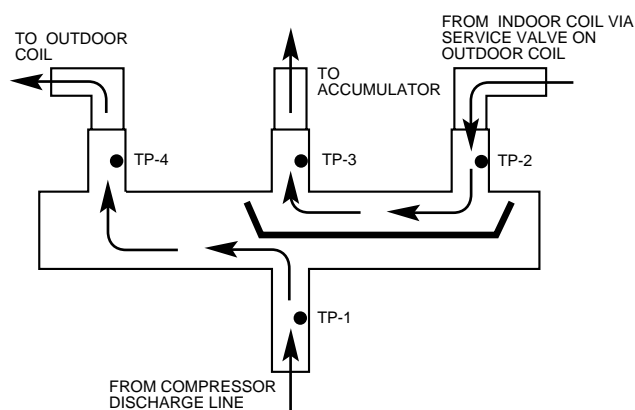 TO OUTDOOR
COIL
TO
ACCUMULATOR
FROM INDOOR COIL VIA
SERVICE VALVE ON
OUTDOOR COIL
TP-4
TP-3
TP-2
TP-1
FROM COMPRESSOR
DISCHARGE LINE